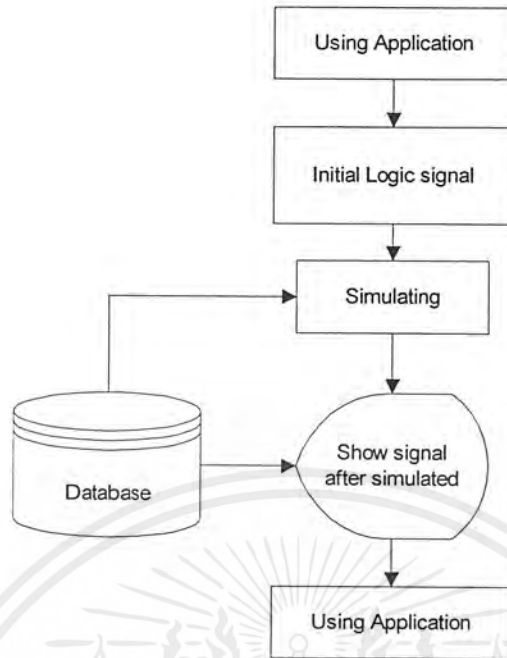 Using Application
Initial Logic signal
Simulating
Show signal
after simulated
Database
Using Application